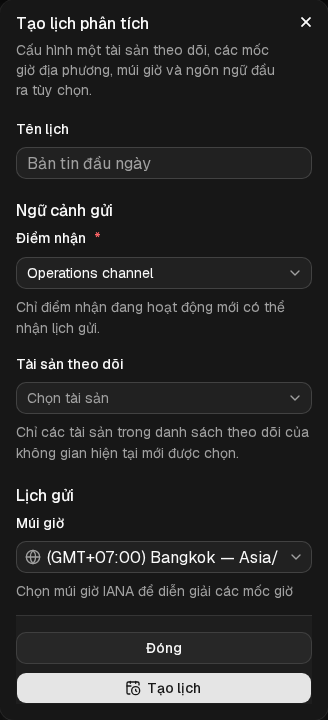 Tạo lịch phân tích
Cấu hình một tài sản theo dõi, các mốc
giờ địa phương, múi giờ và ngôn ngữ đầu
ra tùy chọn.
Tên lịch
Bản tin đầu ngày
Ngữ cảnh gửi
Điểm nhận *
Operations channel
Chỉ điểm nhận đang hoạt động mới có thể
nhận lịch gửi.
Tài sản theo dõi
Chọn tài sản
Chỉ các tài sản trong danh sách theo dõi của
không gian hiện tại mới được chọn.
Lịch gửi
Múi giờ
(GMT+07:00) Bangkok — Asia/
Chọn múi giờ IANA để diễn giải các mốc giờ
Đóng
Tạo lịch